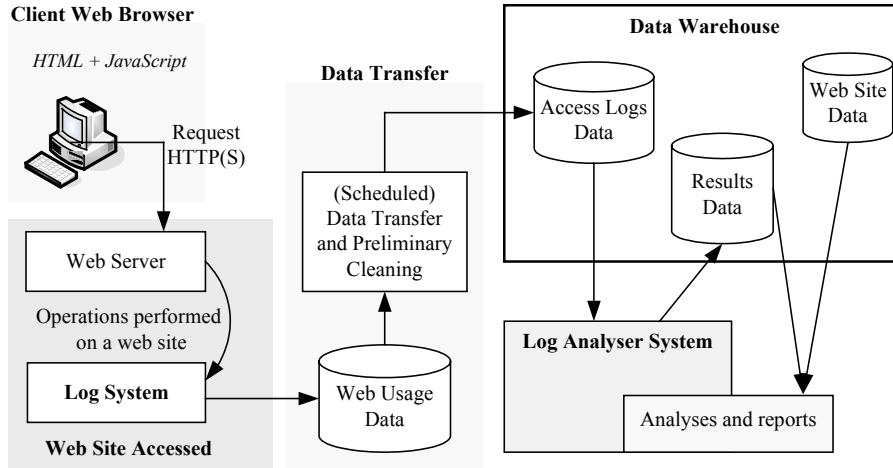 Client Web Browser
HTML + JavaScript
Request
HTTP(S)
Web Server
Operations performed
on a web site
Log System
Web Site Accessed
Data Transfer
(Scheduled)
Data Transfer
and Preliminary
Cleaning
Web Usage
Data
Data Warehouse
Access Logs
Data
Web Site
Data
Results
Data
Log Analyser System
Analyses and reports